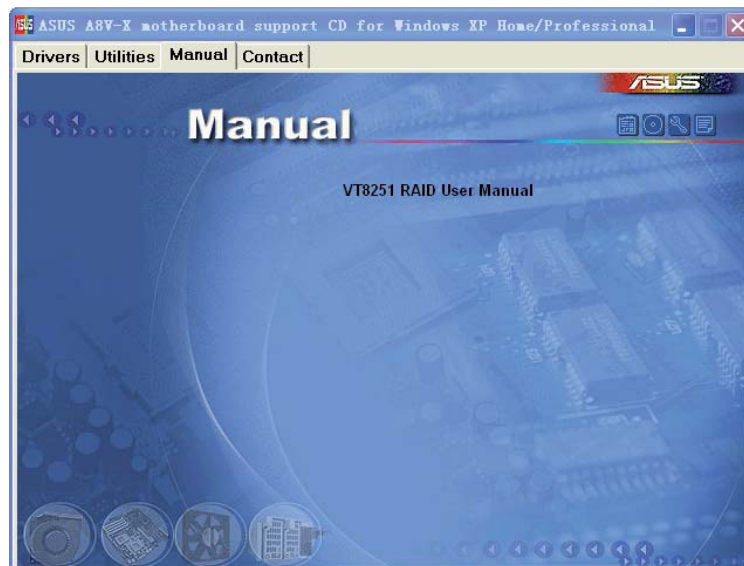 ASUS A8V-X motherboard support CD for Windows XP Home/Professional
Drivers Utilities Manual Contact
ASUS
Manual
VT8251 RAID User Manual